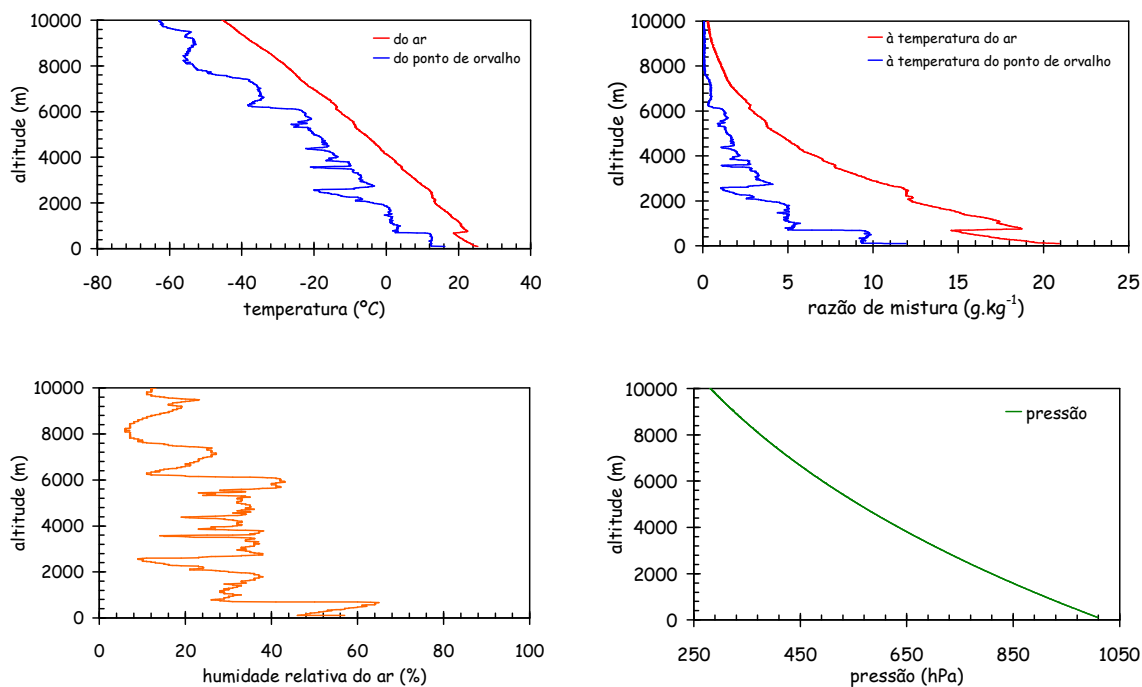 10000
8000
6000
4000
2000
0
altitude (m)
-80 -60 -40 -20 0 20 40
temperatura (ºC)
do ar
do ponto de orvalho
10000
8000
6000
4000
2000
0
altitude (m)
0 5 10 15 20 25
razão de mistura (g.kg⁻¹)
à temperatura do ar
à temperatura do ponto de orvalho
10000
8000
6000
4000
2000
0
altitude (m)
0 20 40 60 80 100
humidade relativa do ar (%)
10000
8000
6000
4000
2000
0
altitude (m)
250 450 650 850 1050
pressão (hPa)
pressão